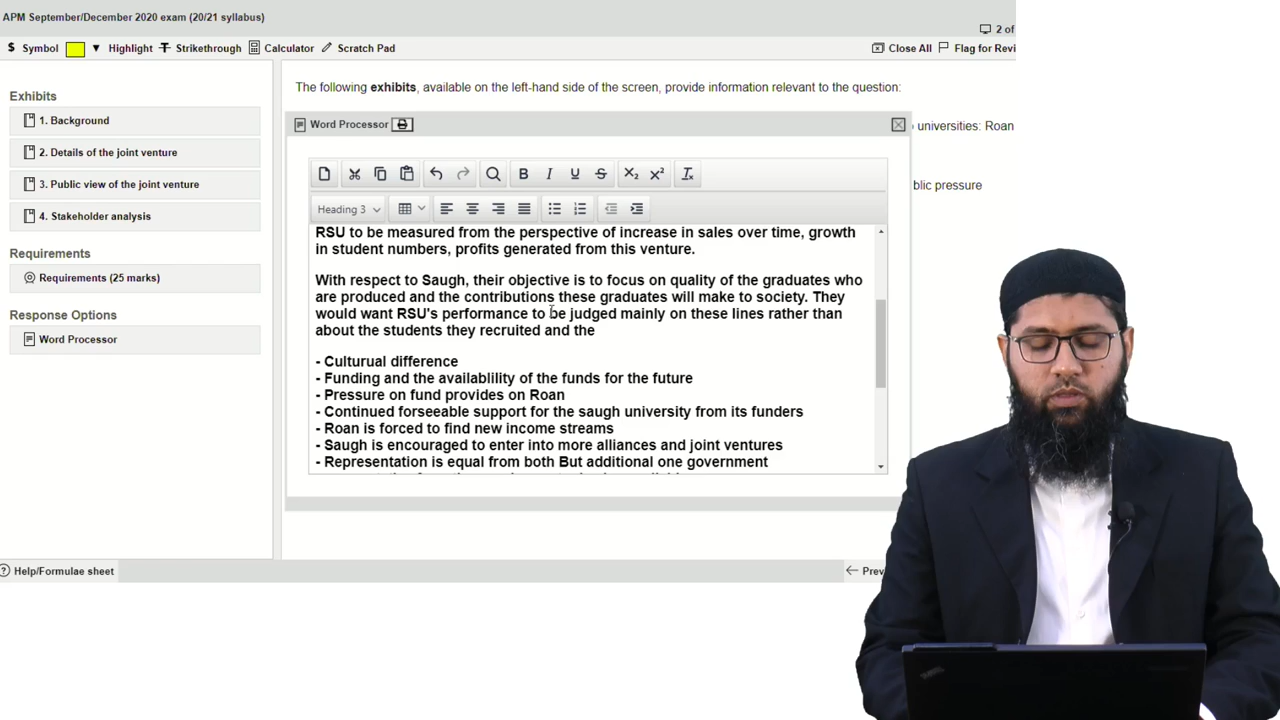 APM September/December 2020 exam (20/21 syllabus)
2 of
$ Symbol Highlight Strikethrough Calculator Scratch Pad Close All Flag for Revi
Exhibits
1. Background
2. Details of the joint venture
3. Public view of the joint venture
4. Stakeholder analysis
Requirements
Requirements (25 marks)
Response Options
Word Processor
The following exhibits, available on the left-hand side of the screen, provide information relevant to the question:
universities: Roan
blic pressure
Word Processor
Heading 3
RSU to be measured from the perspective of increase in sales over time, growth
in student numbers, profits generated from this venture.
With respect to Saugh, their objective is to focus on quality of the graduates who
are produced and the contributions these graduates will make to society. They
would want RSU's performance to be judged mainly on these lines rather than
about the students they recruited and the
- Culturual difference
- Funding and the availablility of the funds for the future
- Pressure on fund provides on Roan
- Continued forseeable support for the saugh university from its funders
- Roan is forced to find new income streams
- Saugh is encouraged to enter into more alliances and joint ventures
- Representation is equal from both But additional one government
Help/Formulae sheet
Prev